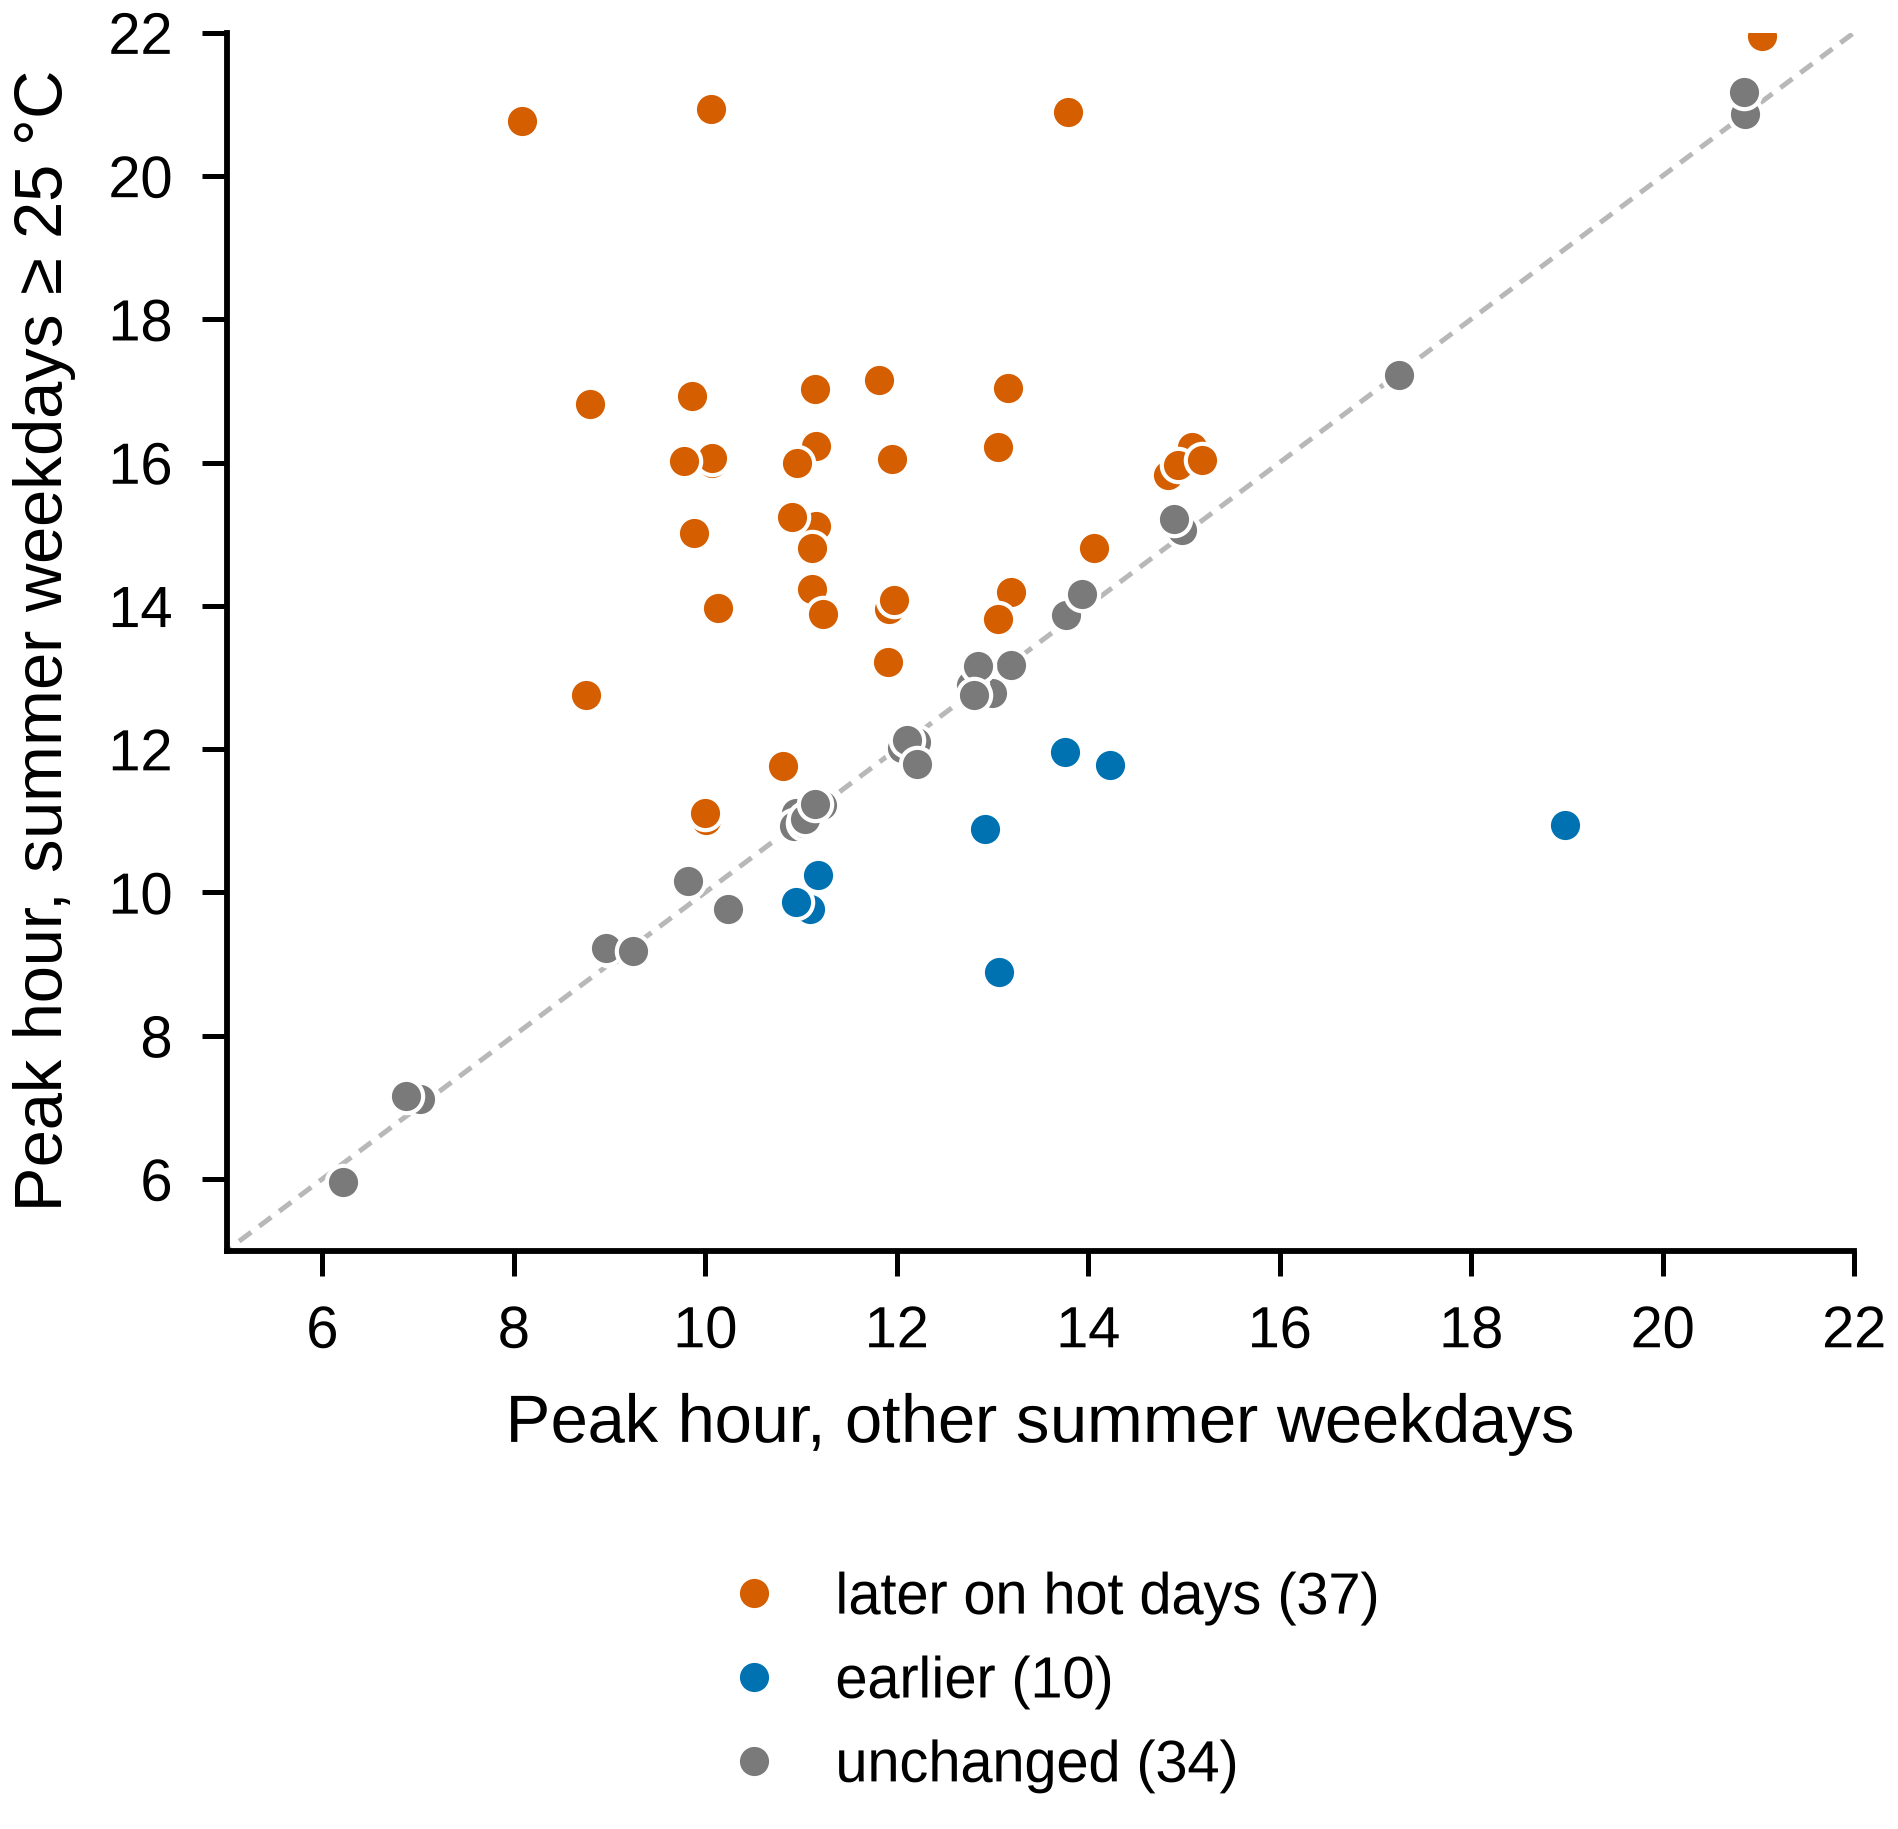 Peak hour, summer weekdays ≥ 25 °C
22
20
18
16
14
12
10
8
6
6 8 10 12 14 16 18 20 22
Peak hour, other summer weekdays
later on hot days (37)
earlier (10)
unchanged (34)